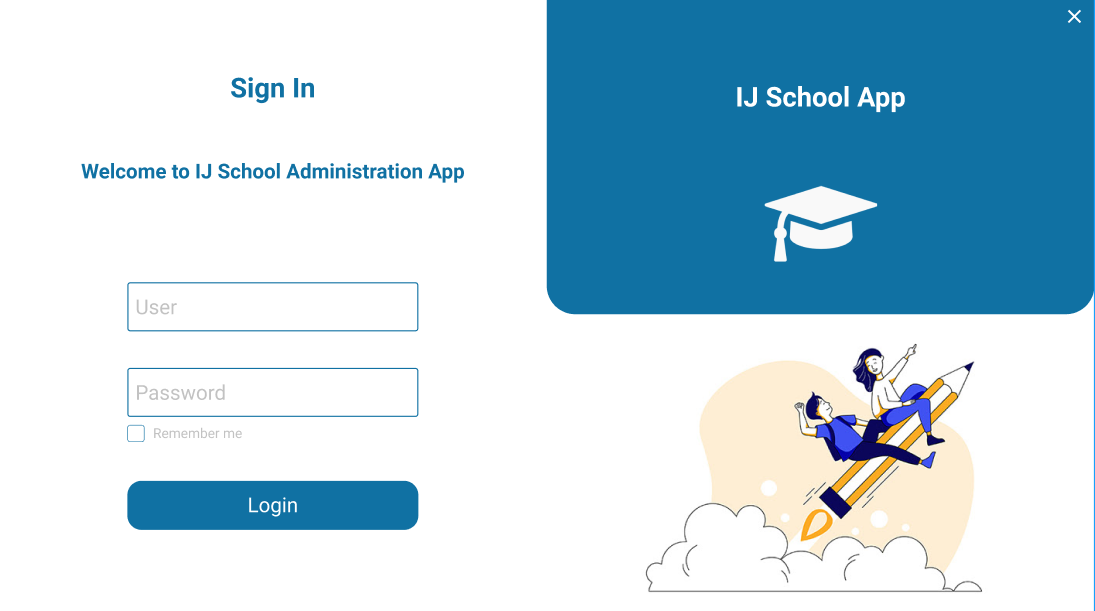 Sign In
Welcome to IJ School Administration App
User
Password
Remember me
Login
IJ School App